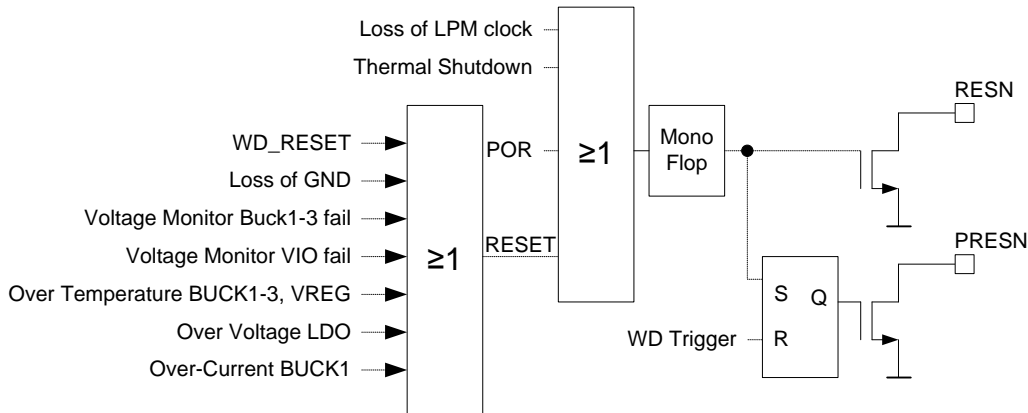 Loss of LPM clock
Thermal Shutdown
RESN
WD_RESET
POR
≥1
Mono
Flop
Loss of GND
Voltage Monitor Buck1-3 fail
Voltage Monitor VIO fail
RESET
PRESN
≥1
Over Temperature BUCK1-3, VREG
S
Q
Over Voltage LDO
WD Trigger
R
Over-Current BUCK1